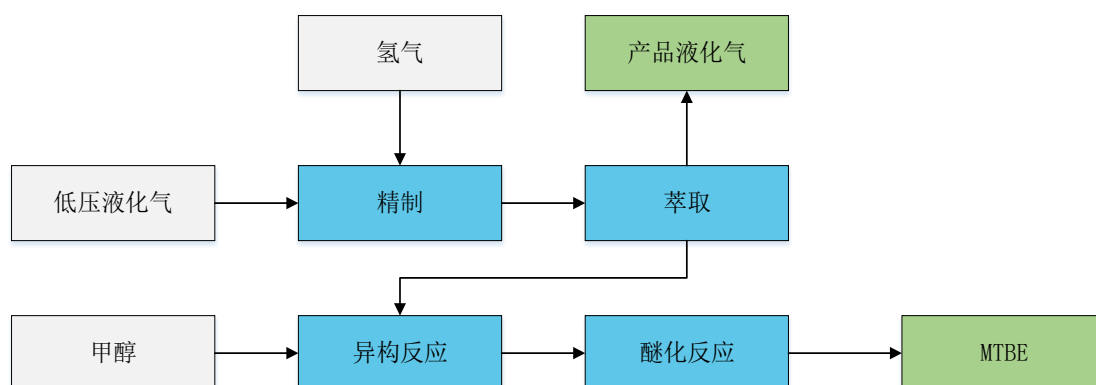 氢气
产品液化气
低压液化气
精制
萃取
甲醇
异构反应
醚化反应
MTBE